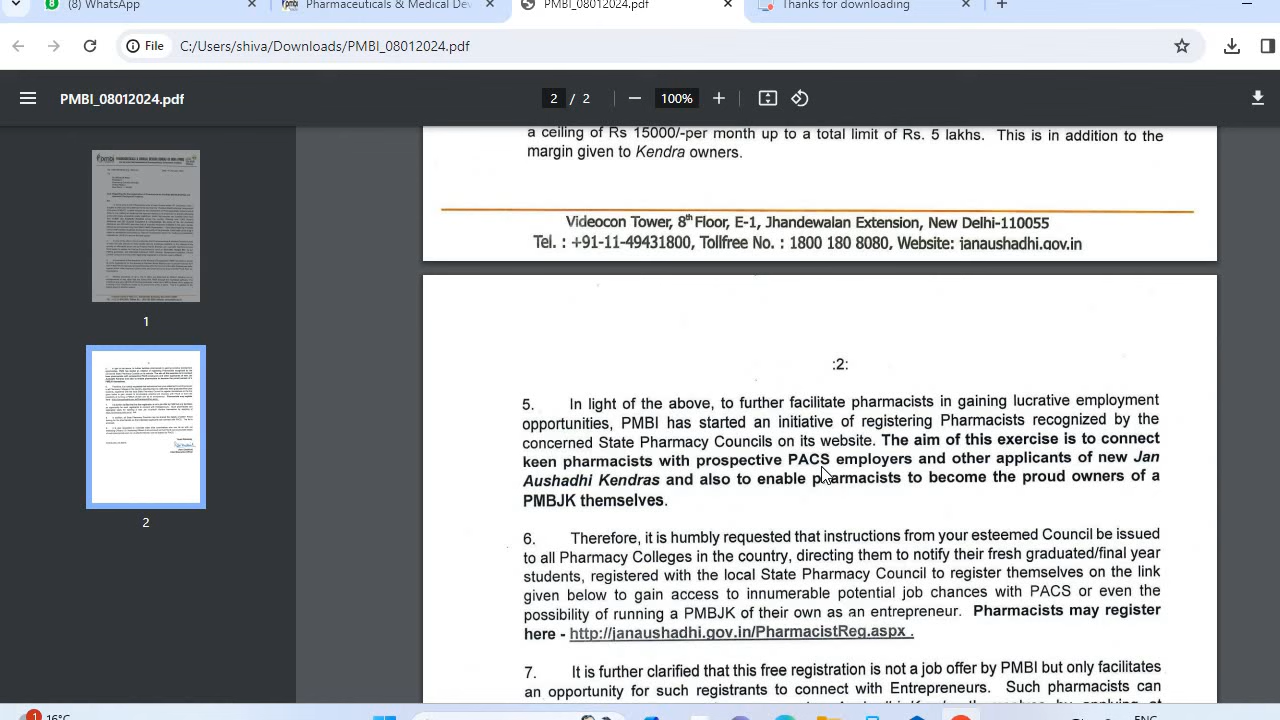 (8) WhatsApp
Pharmaceuticals & Medical Dev
PMBI_08012024.pdf
Thanks for downloading
File
C:/Users/shiva/Downloads/PMBI_08012024.pdf
PMBI_08012024.pdf
2 / 2
100%
a ceiling of Rs 15000/-per month up to a total limit of Rs. 5 lakhs. This is in addition to the
margin given to Kendra owners.
Videocon Tower, 8th Floor, E-1, Jhandewalan Extension, New Delhi-110055
Tel. : +91-11-49431800, Tollfree No. : 1800 180 8080, Website: janaushadhi.gov.in
:2:
5. In light of the above, to further facilitate pharmacists in gaining lucrative employment
opportunities, PMBI has started an initiative of registering Pharmacists recognized by the
concerned State Pharmacy Councils on its website. The aim of this exercise is to connect
keen pharmacists with prospective PACS employers and other applicants of new Jan
Aushadhi Kendras and also to enable pharmacists to become the proud owners of a
PMBJK themselves.
6. Therefore, it is humbly requested that instructions from your esteemed Council be issued
to all Pharmacy Colleges in the country, directing them to notify their fresh graduated/final year
students, registered with the local State Pharmacy Council to register themselves on the link
given below to gain access to innumerable potential job chances with PACS or even the
possibility of running a PMBJK of their own as an entrepreneur. Pharmacists may register
here - http://janaushadhi.gov.in/PharmacistReg.aspx .
7. It is further clarified that this free registration is not a job offer by PMBI but only facilitates
an opportunity for such registrants to connect with Entrepreneurs. Such pharmacists can
1
2
1
16°C
ENG